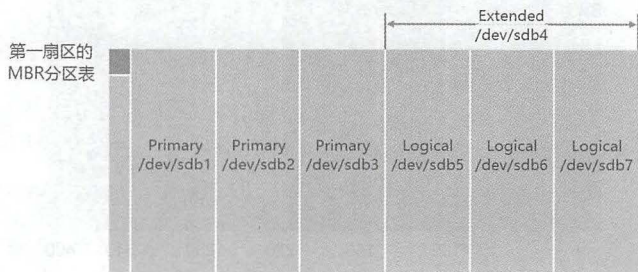 Extended
/dev/sdb4
第一扇区的
MBR分区表
Primary
/dev/sdb1
Primary
/dev/sdb2
Primary
/dev/sdb3
Logical
/dev/sdb5
Logical
/dev/sdb6
Logical
/dev/sdb7